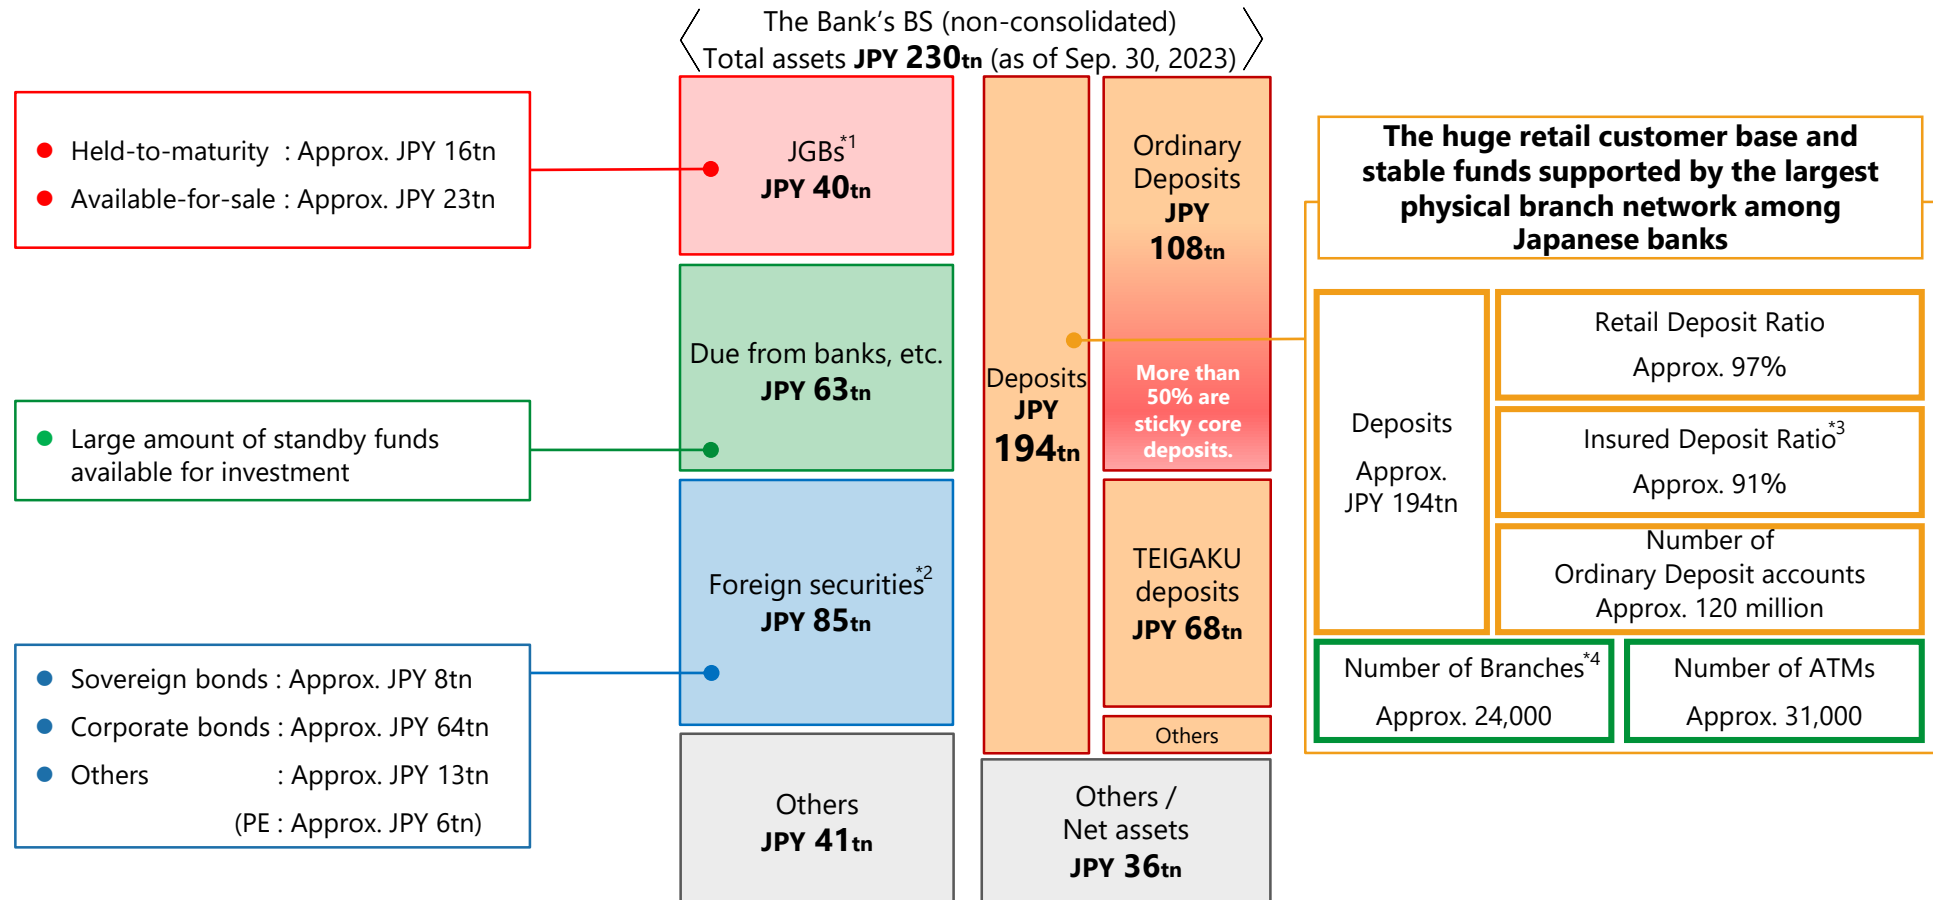 The Bank’s BS (non-consolidated)
Total assets JPY 230tn (as of Sep. 30, 2023)
Held-to-maturity : Approx. JPY 16tn
Available-for-sale : Approx. JPY 23tn
Large amount of standby funds
available for investment
Sovereign bonds : Approx. JPY 8tn
Corporate bonds : Approx. JPY 64tn
Others : Approx. JPY 13tn
(PE : Approx. JPY 6tn)
JGBs*1
JPY 40tn
Due from banks, etc.
JPY 63tn
Foreign securities*2
JPY 85tn
Others
JPY 41tn
Deposits
JPY
194tn
Ordinary
Deposits
JPY
108tn
More than
50% are
sticky core
deposits.
TEIGAKU
deposits
JPY 68tn
Others
Others /
Net assets
JPY 36tn
The huge retail customer base and
stable funds supported by the largest
physical branch network among
Japanese banks
Deposits
Approx.
JPY 194tn
Retail Deposit Ratio
Approx. 97%
Insured Deposit Ratio*3
Approx. 91%
Number of
Ordinary Deposit accounts
Approx. 120 million
Number of Branches*4
Approx. 24,000
Number of ATMs
Approx. 31,000